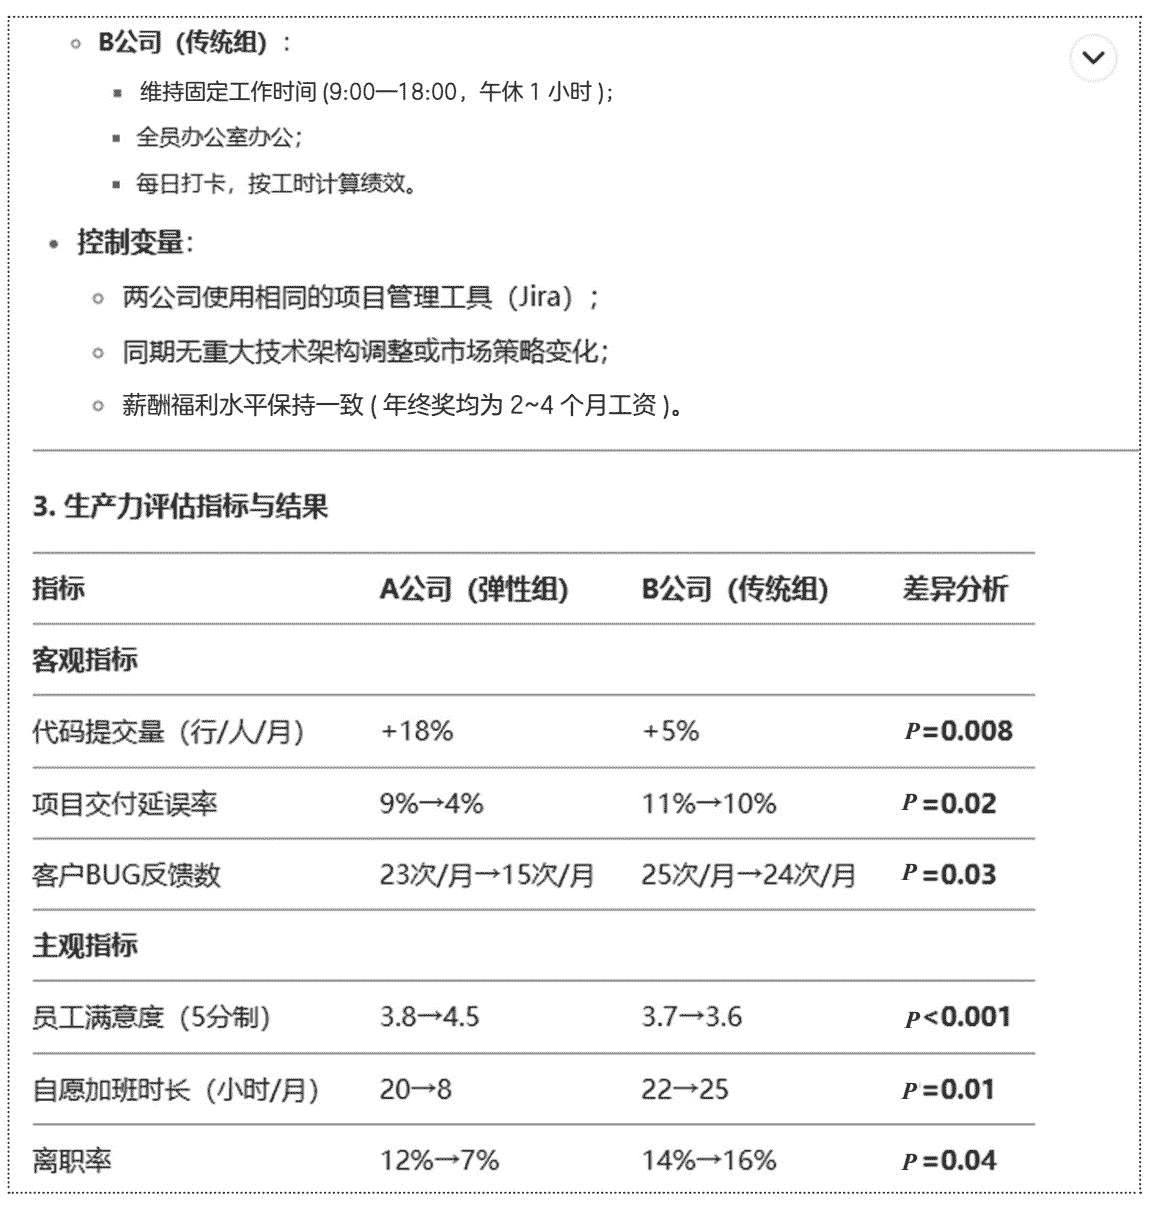 B公司（传统组）：
维持固定工作时间 (9:00—18:00，午休 1 小时 )；
全员办公室办公；
每日打卡，按工时计算绩效。
控制变量：
两公司使用相同的项目管理工具（Jira）；
同期无重大技术架构调整或市场策略变化；
薪酬福利水平保持一致 ( 年终奖均为 2~4 个月工资 )。
3. 生产力评估指标与结果
指标 A公司（弹性组） B公司（传统组） 差异分析
客观指标
代码提交量（行/人/月） +18% +5% P=0.008
项目交付延误率 9%→4% 11%→10% P=0.02
客户BUG反馈数 23次/月→15次/月 25次/月→24次/月 P=0.03
主观指标
员工满意度（5分制） 3.8→4.5 3.7→3.6 P<0.001
自愿加班时长（小时/月） 20→8 22→25 P=0.01
离职率 12%→7% 14%→16% P=0.04